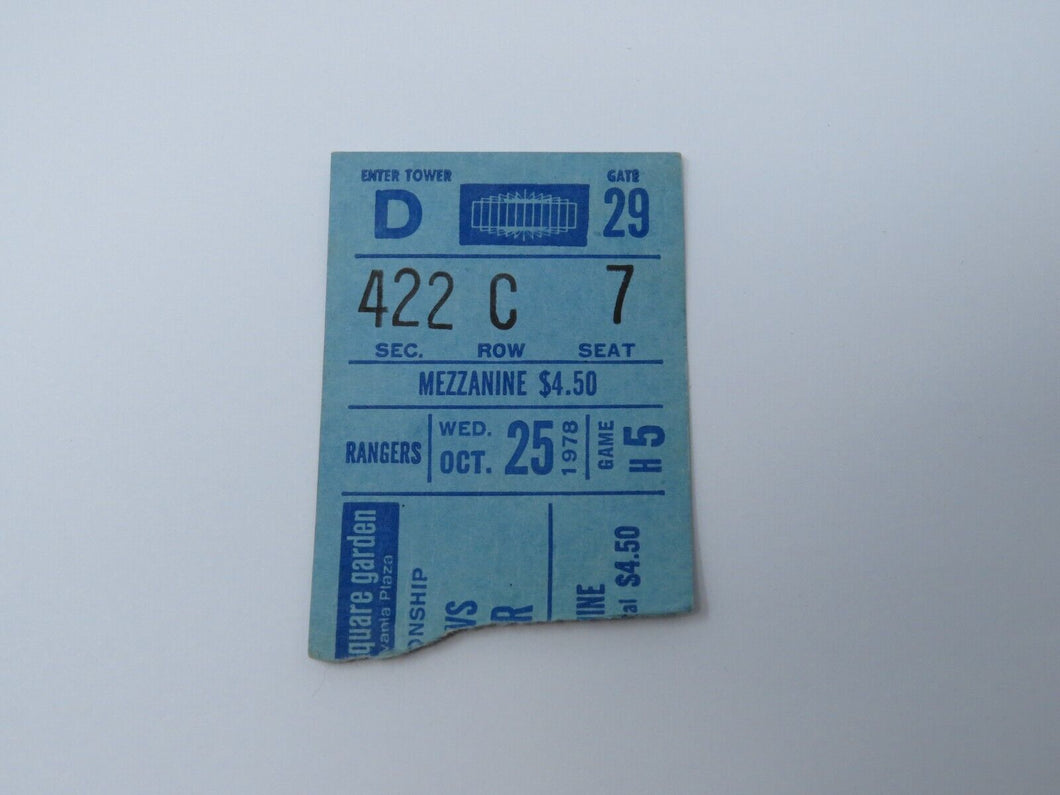 ENTER TOWER
D
GATE
29
422 C 7
SEC. ROW SEAT
MEZZANINE $4.50
RANGERS
WED.
OCT. 25 1978
GAME
H 5
quare garden
vania Plaza
ONSHIP
VS
R
INE
al $4.50